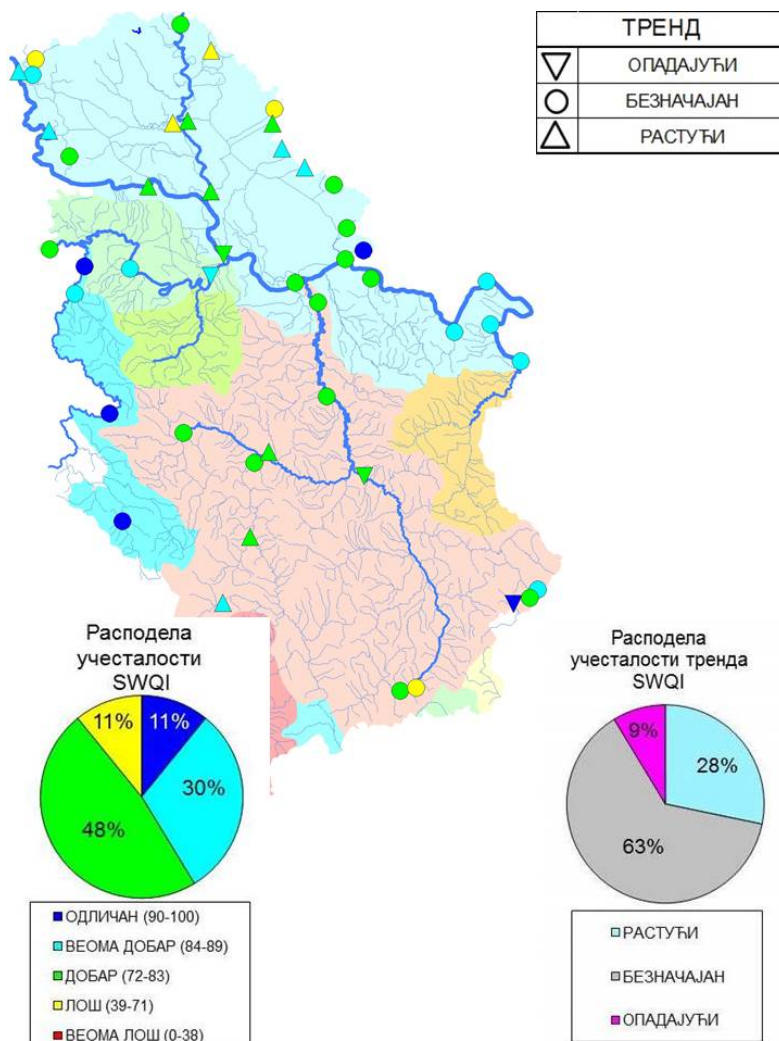 ТРЕНД
ОПАДАЈУЋИ
БЕЗНАЧАЈАН
РАСТУЋИ
Расподела
учесталости
SWQI
11%
11%
30%
48%
ОДЛИЧАН (90-100)
ВЕОМА ДОБАР (84-89)
ДОБАР (72-83)
ЛОШ (39-71)
ВЕОМА ЛОШ (0-38)
Расподела
учесталости тренда
SWQI
9%
28%
63%
РАСТУЋИ
БЕЗНАЧАЈАН
ОПАДАЈУЋИ